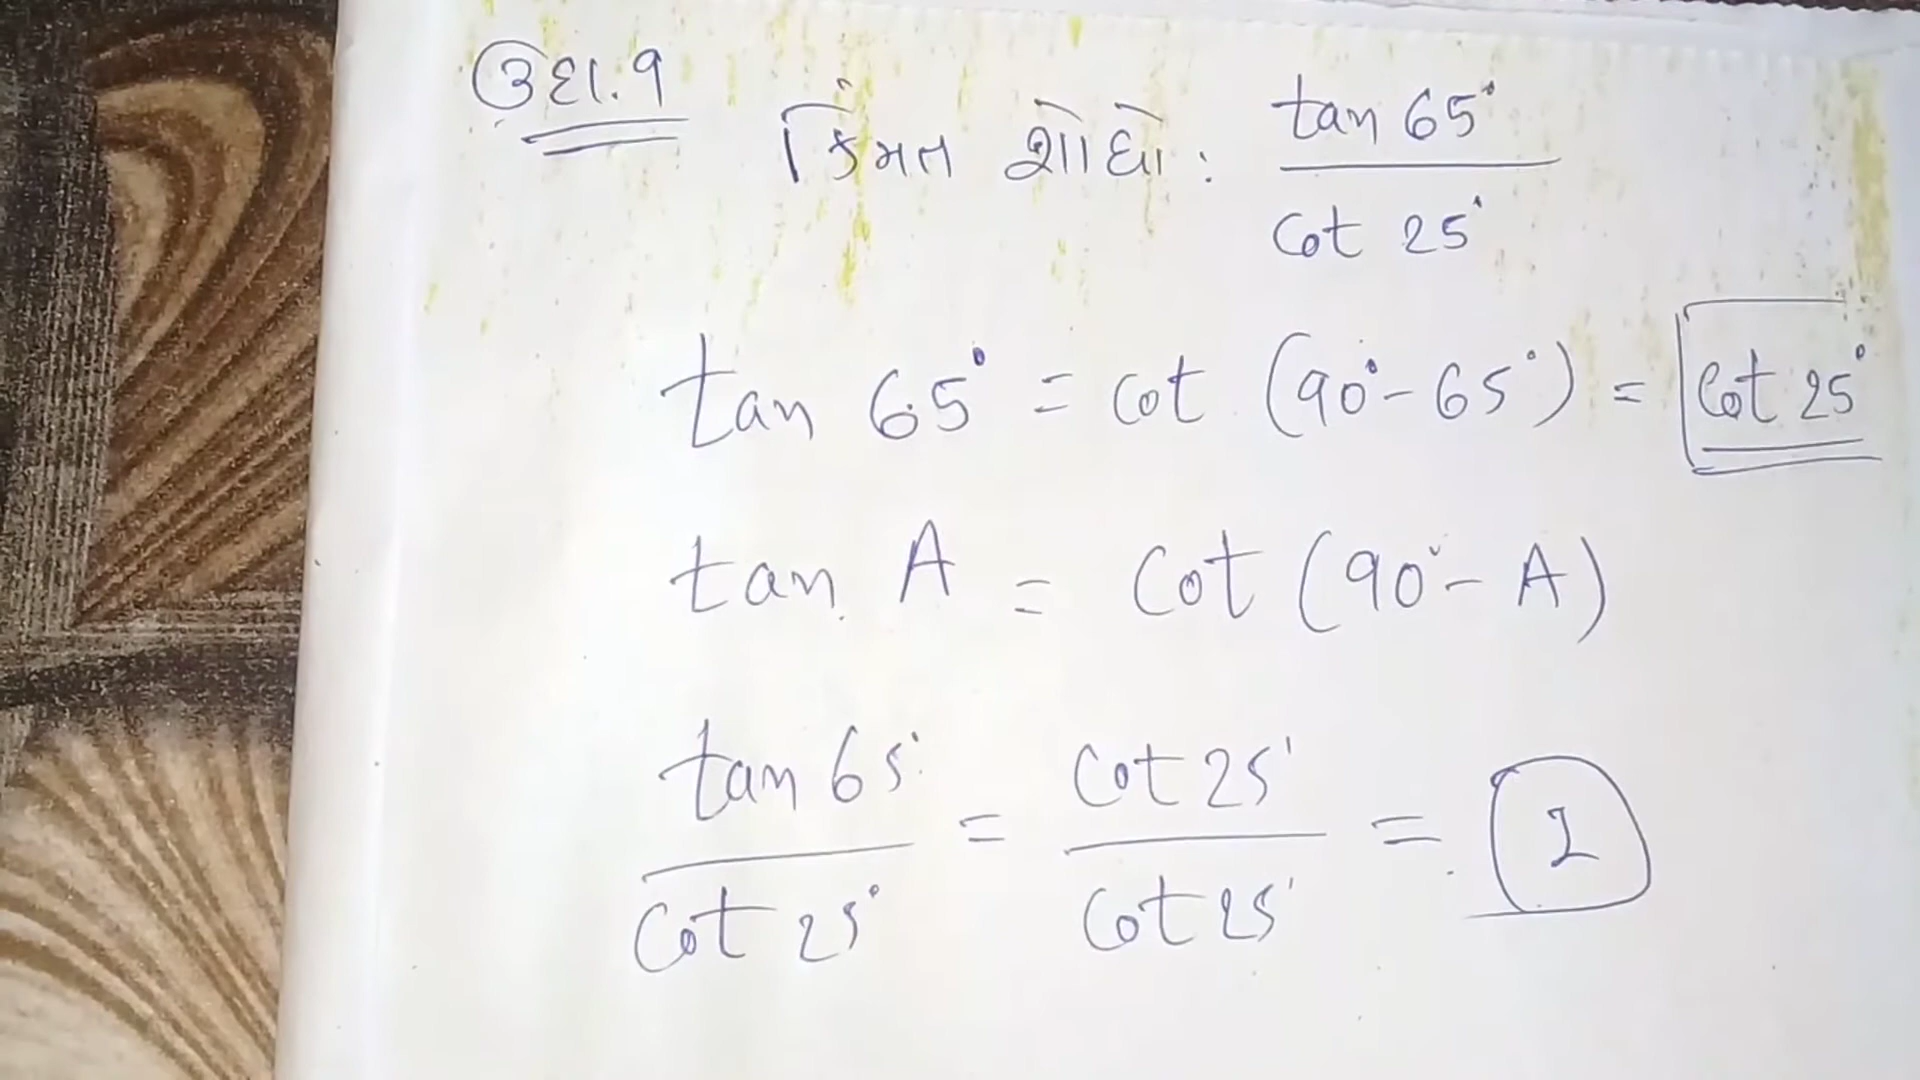 ઉદા.9
કિંમત શોધો : tan 65° / cot 25°
tan 65° = cot (90° - 65°) = cot 25°
tan A = cot (90° - A)
tan 65° / cot 25° = cot 25° / cot 25° = 1